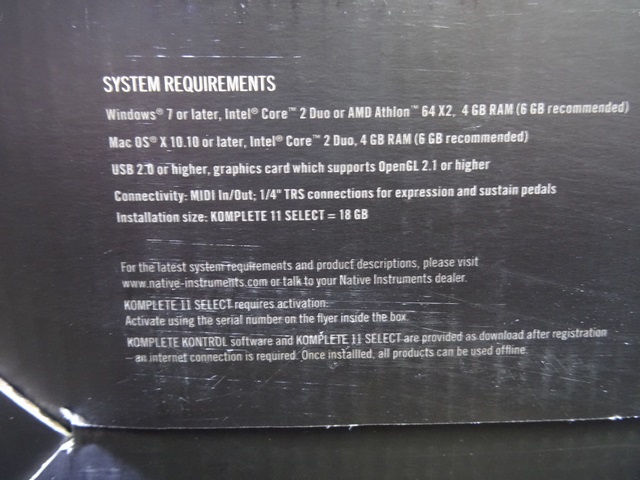 SYSTEM REQUIREMENTS
Windows® 7 or later, Intel® Core™ 2 Duo or AMD Athlon™ 64 X2, 4 GB RAM (6 GB recommended)
Mac OS® X 10.10 or later, Intel® Core™ 2 Duo, 4 GB RAM (6 GB recommended)
USB 2.0 or higher, graphics card which supports OpenGL 2.1 or higher
Connectivity: MIDI In/Out; 1/4" TRS connections for expression and sustain pedals
Installation size: KOMPLETE 11 SELECT = 18 GB
For the latest system requirements and product descriptions, please visit
www.native-instruments.com or talk to your Native Instruments dealer.
KOMPLETE 11 SELECT requires activation.
Activate using the serial number on the flyer inside the box.
KOMPLETE KONTROL software and KOMPLETE 11 SELECT are provided as download after registration
– an internet connection is required. Once installled, all products can be used offline.